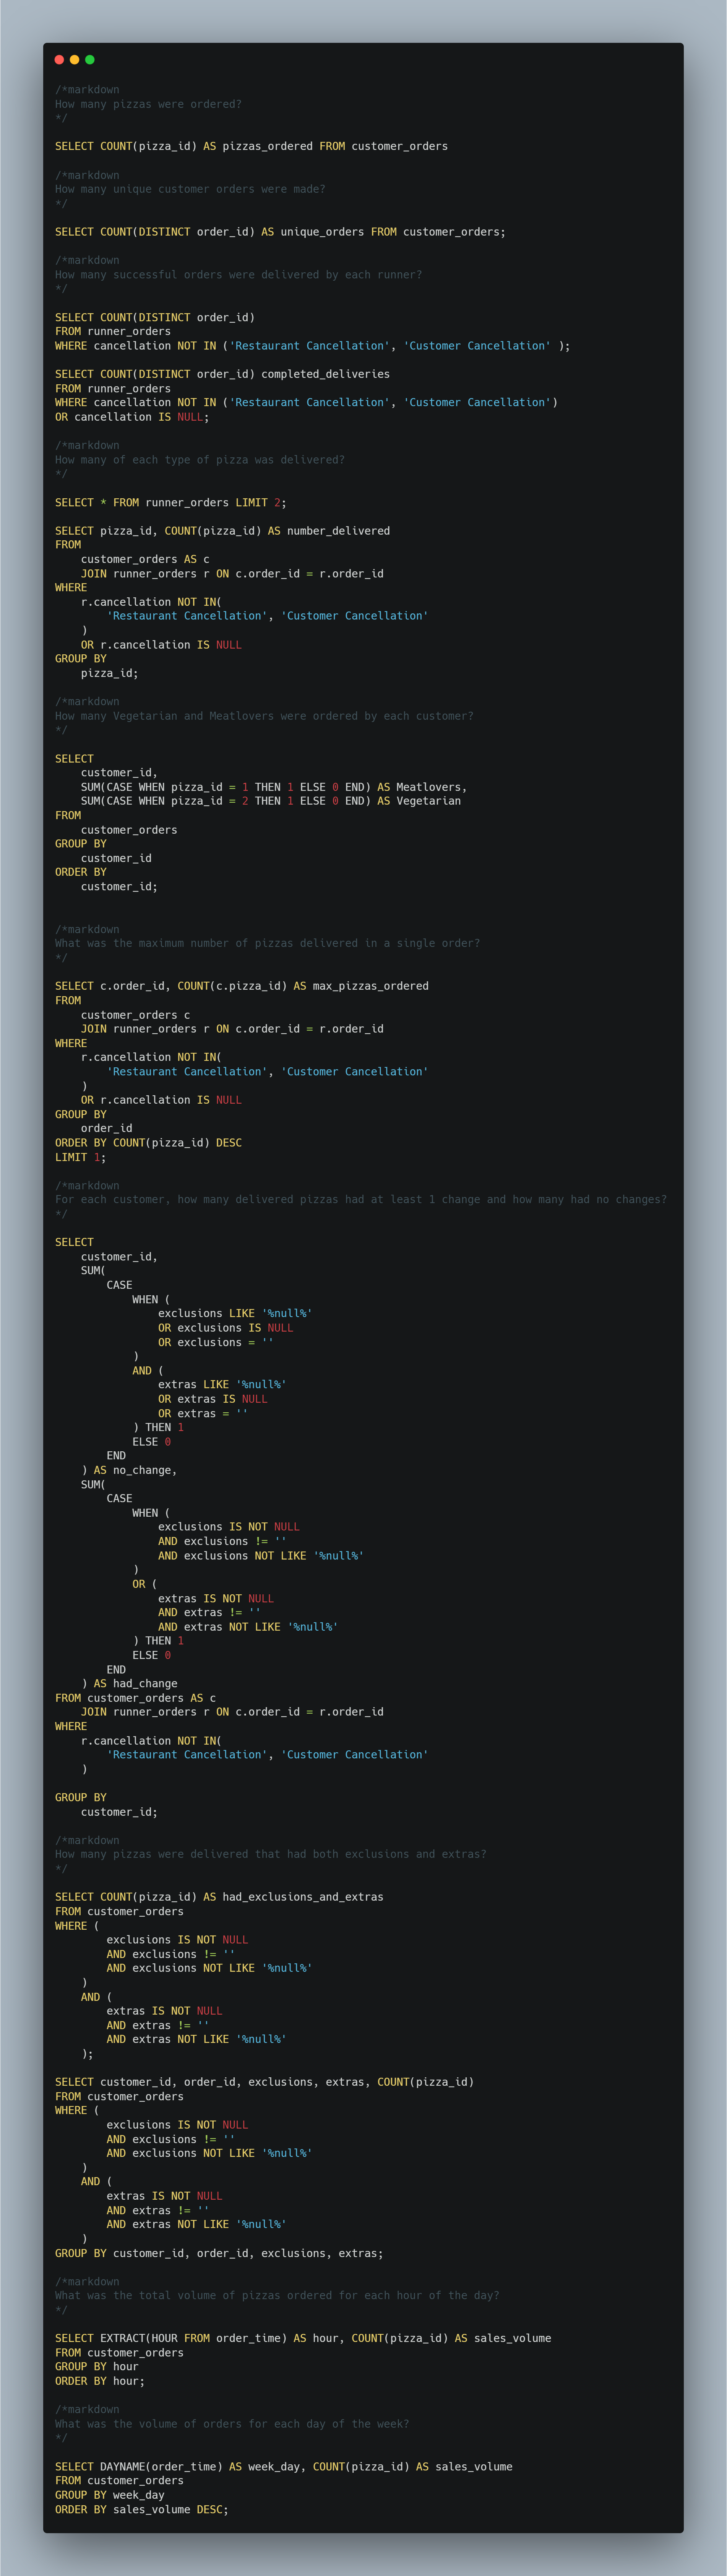 /*markdown
How many pizzas were ordered?
*/
SELECT COUNT(pizza_id) AS pizzas_ordered FROM customer_orders
/*markdown
How many unique customer orders were made?
*/
SELECT COUNT(DISTINCT order_id) AS unique_orders FROM customer_orders;
/*markdown
How many successful orders were delivered by each runner?
*/
SELECT COUNT(DISTINCT order_id)
FROM runner_orders
WHERE cancellation NOT IN ('Restaurant Cancellation', 'Customer Cancellation' );
SELECT COUNT(DISTINCT order_id) completed_deliveries
FROM runner_orders
WHERE cancellation NOT IN ('Restaurant Cancellation', 'Customer Cancellation')
OR cancellation IS NULL;
/*markdown
How many of each type of pizza was delivered?
*/
SELECT * FROM runner_orders LIMIT 2;
SELECT pizza_id, COUNT(pizza_id) AS number_delivered
FROM
    customer_orders AS c
    JOIN runner_orders r ON c.order_id = r.order_id
WHERE
    r.cancellation NOT IN(
        'Restaurant Cancellation', 'Customer Cancellation'
    )
    OR r.cancellation IS NULL
GROUP BY
    pizza_id;
/*markdown
How many Vegetarian and Meatlovers were ordered by each customer?
*/
SELECT
    customer_id,
    SUM(CASE WHEN pizza_id = 1 THEN 1 ELSE 0 END) AS Meatlovers,
    SUM(CASE WHEN pizza_id = 2 THEN 1 ELSE 0 END) AS Vegetarian
FROM
    customer_orders
GROUP BY
    customer_id
ORDER BY
    customer_id;
/*markdown
What was the maximum number of pizzas delivered in a single order?
*/
SELECT c.order_id, COUNT(c.pizza_id) AS max_pizzas_ordered
FROM
    customer_orders c
    JOIN runner_orders r ON c.order_id = r.order_id
WHERE
    r.cancellation NOT IN(
        'Restaurant Cancellation', 'Customer Cancellation'
    )
    OR r.cancellation IS NULL
GROUP BY
    order_id
ORDER BY COUNT(pizza_id) DESC
LIMIT 1;
/*markdown
For each customer, how many delivered pizzas had at least 1 change and how many had no changes?
*/
SELECT
    customer_id,
    SUM(
        CASE
            WHEN (
                exclusions LIKE '%null%'
                OR exclusions IS NULL
                OR exclusions = ''
            )
            AND (
                extras LIKE '%null%'
                OR extras IS NULL
                OR extras = ''
            ) THEN 1
            ELSE 0
        END
    ) AS no_change,
    SUM(
        CASE
            WHEN (
                exclusions IS NOT NULL
                AND exclusions != ''
                AND exclusions NOT LIKE '%null%'
            )
            OR (
                extras IS NOT NULL
                AND extras != ''
                AND extras NOT LIKE '%null%'
            ) THEN 1
            ELSE 0
        END
    ) AS had_change
FROM customer_orders AS c
    JOIN runner_orders r ON c.order_id = r.order_id
WHERE
    r.cancellation NOT IN(
        'Restaurant Cancellation', 'Customer Cancellation'
    )
GROUP BY
    customer_id;
/*markdown
How many pizzas were delivered that had both exclusions and extras?
*/
SELECT COUNT(pizza_id) AS had_exclusions_and_extras
FROM customer_orders
WHERE (
        exclusions IS NOT NULL
        AND exclusions != ''
        AND exclusions NOT LIKE '%null%'
    )
    AND (
        extras IS NOT NULL
        AND extras != ''
        AND extras NOT LIKE '%null%'
    );
SELECT customer_id, order_id, exclusions, extras, COUNT(pizza_id)
FROM customer_orders
WHERE (
        exclusions IS NOT NULL
        AND exclusions != ''
        AND exclusions NOT LIKE '%null%'
    )
    AND (
        extras IS NOT NULL
        AND extras != ''
        AND extras NOT LIKE '%null%'
    )
GROUP BY customer_id, order_id, exclusions, extras;
/*markdown
What was the total volume of pizzas ordered for each hour of the day?
*/
SELECT EXTRACT(HOUR FROM order_time) AS hour, COUNT(pizza_id) AS sales_volume
FROM customer_orders
GROUP BY hour
ORDER BY hour;
/*markdown
What was the volume of orders for each day of the week?
*/
SELECT DAYNAME(order_time) AS week_day, COUNT(pizza_id) AS sales_volume
FROM customer_orders
GROUP BY week_day
ORDER BY sales_volume DESC;